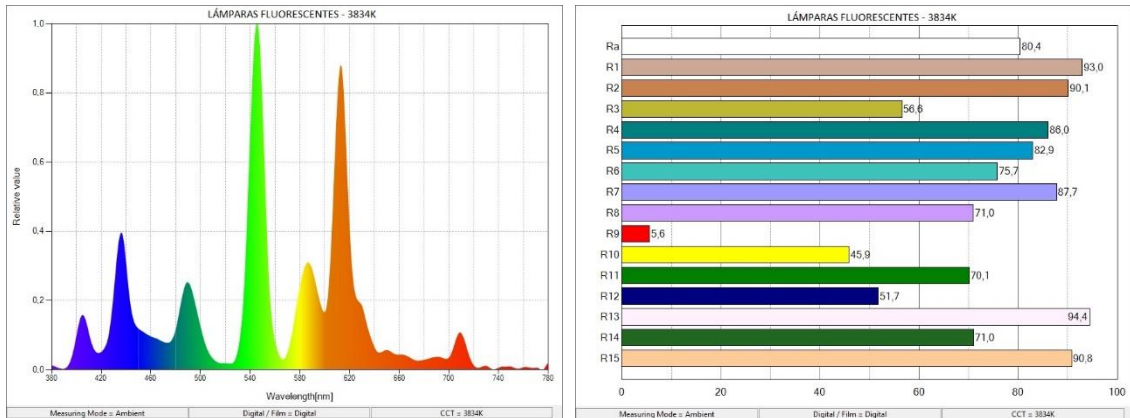 LÁMPARAS FLUORESCENTES - 3834K
1,0
0,8
0,6
0,4
0,2
0,0
Relative value
380 420 460 500 540 580 620 660 700 740 780
Wavelength[nm]
Measuring Mode = Ambient Digital / Film = Digital CCT = 3834K
LÁMPARAS FLUORESCENTES - 3834K
Ra 80,4
R1 93,0
R2 90,1
R3 56,6
R4 86,0
R5 82,9
R6 75,7
R7 87,7
R8 71,0
R9 5,6
R10 45,9
R11 70,1
R12 51,7
R13 94,4
R14 71,0
R15 90,8
0 20 40 60 80 100
Measuring Mode = Ambient Digital / Film = Digital CCT = 3834K